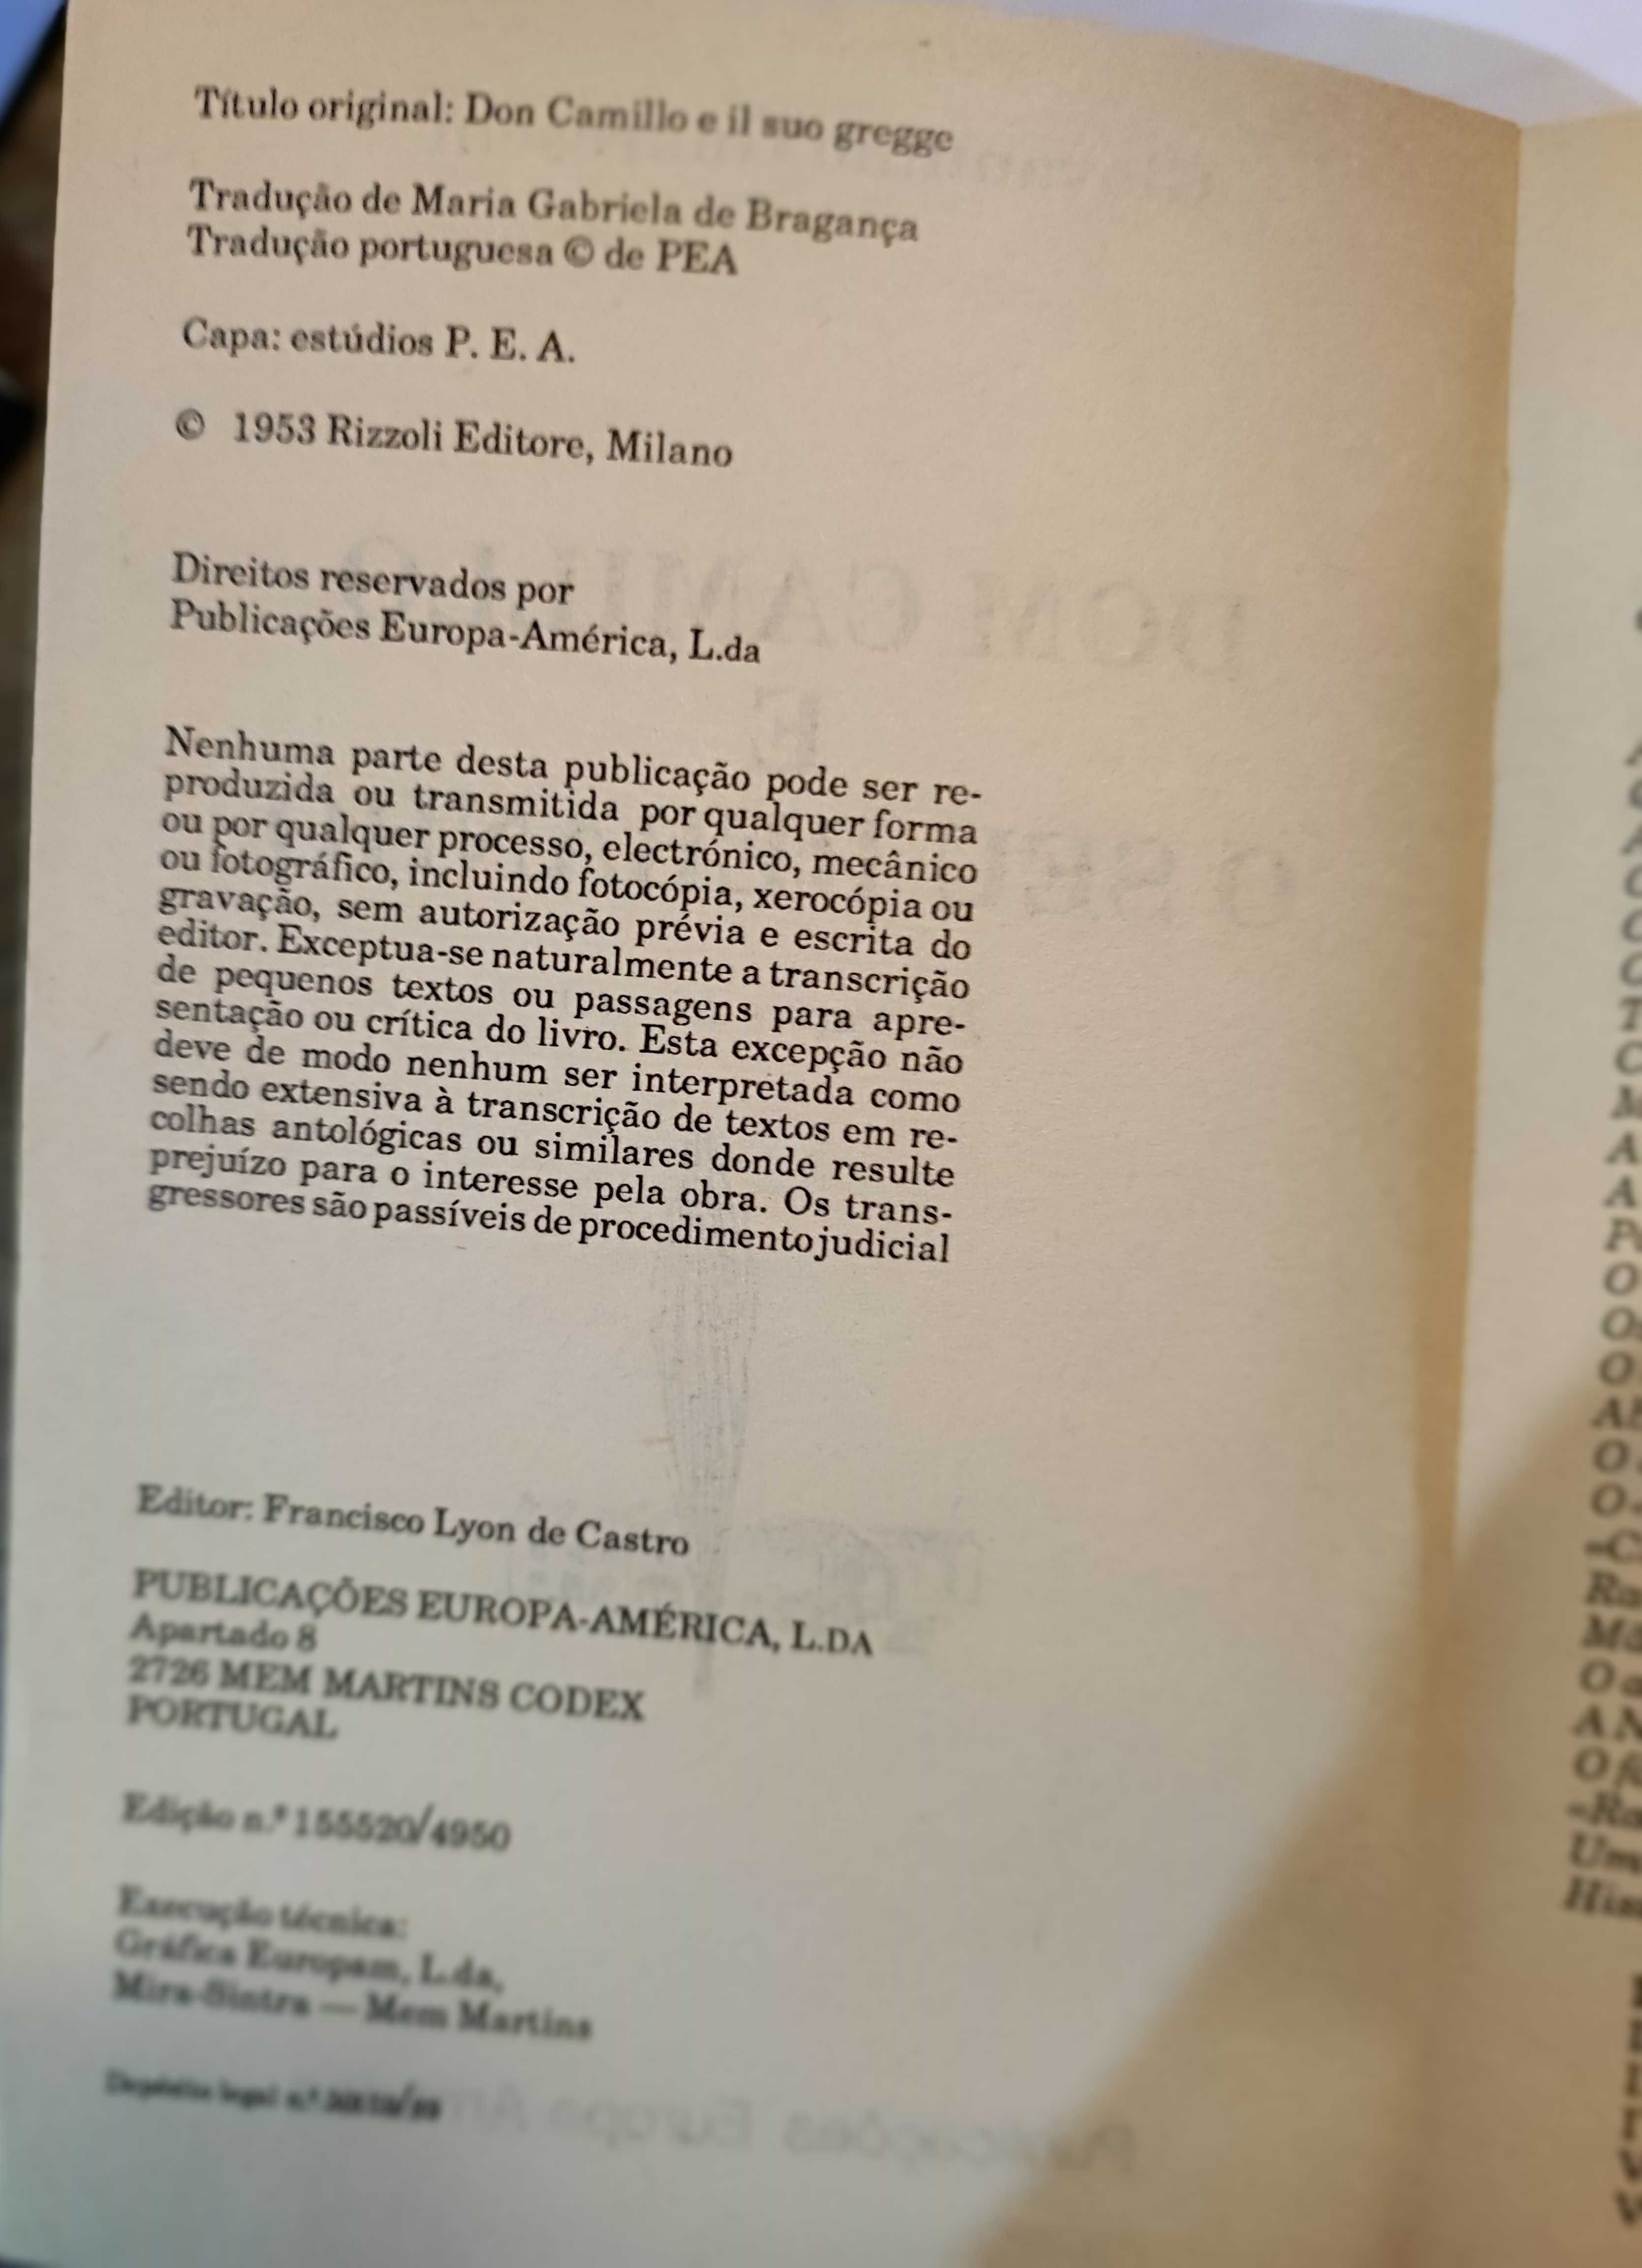 Título original: Don Camillo e il suo gregge
Tradução de Maria Gabriela de Bragança
Tradução portuguesa © de PEA
Capa: estúdios P. E. A.
© 1953 Rizzoli Editore, Milano
Direitos reservados por
Publicações Europa-América, L.da
Nenhuma parte desta publicação pode ser re-
produzida ou transmitida por qualquer forma
ou por qualquer processo, electrónico, mecânico
ou fotográfico, incluindo fotocópia, xerocópia ou
gravação, sem autorização prévia e escrita do
editor. Exceptua-se naturalmente a transcrição
de pequenos textos ou passagens para apre-
sentação ou crítica do livro. Esta excepção não
deve de modo nenhum ser interpretada como
sendo extensiva à transcrição de textos em re-
colhas antológicas ou similares donde resulte
prejuízo para o interesse pela obra. Os trans-
gressores são passíveis de procedimento judicial
Editor: Francisco Lyon de Castro
PUBLICAÇÕES EUROPA-AMÉRICA, L.DA
Apartado 8
2726 MEM MARTINS CODEX
PORTUGAL
Edição n.º 155520/4950
Execução técnica:
Gráfica Europam, L.da,
Mira-Sintra — Mem Martins
Depósito legal n.º